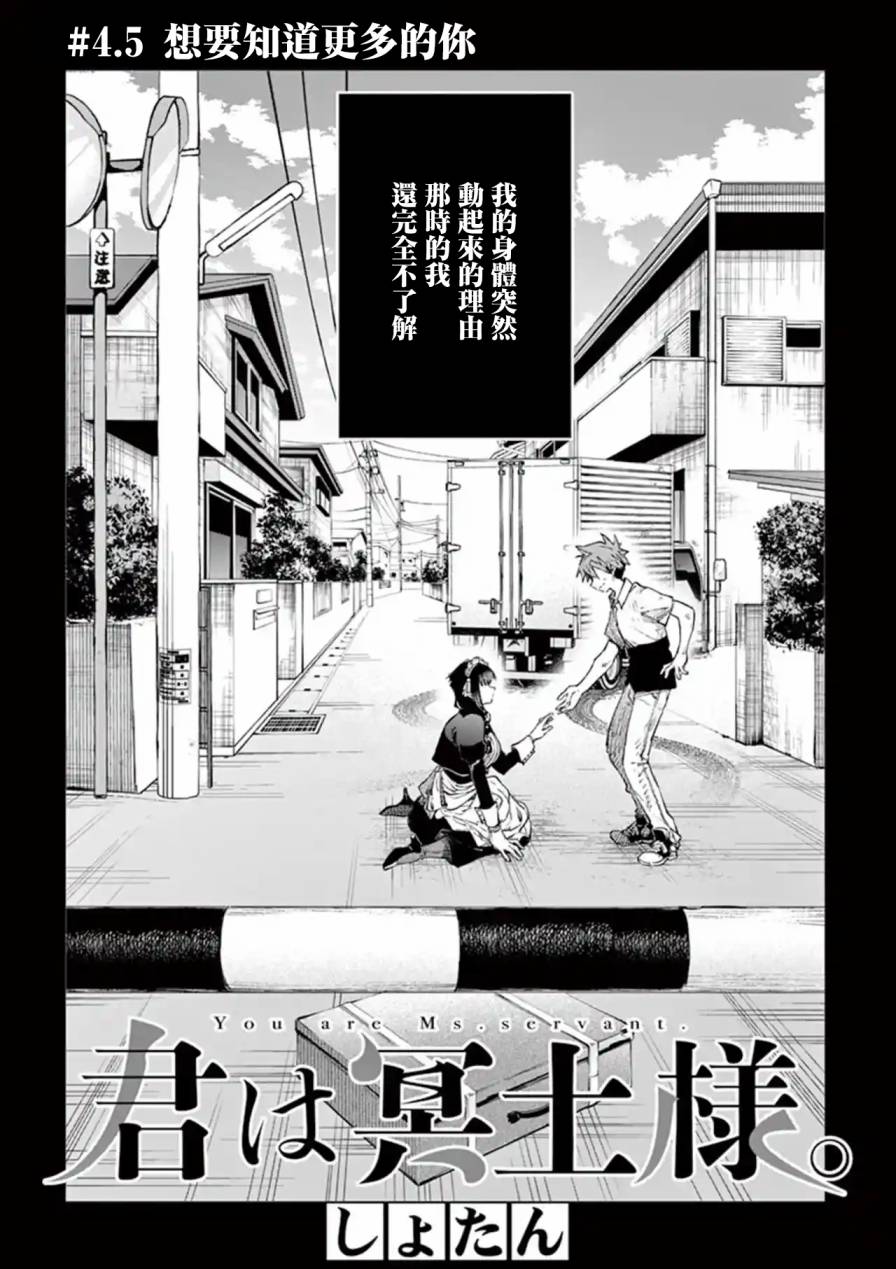 #4.5 想要知道更多的你
我的身體突然
動起來的理由
那時的我
還完全不了解
注意
You are Ms.servant.
君は冥土様。
しょたん